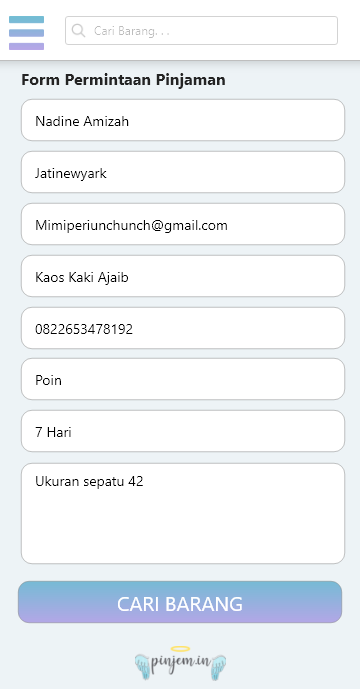 Cari Barang. . .
Form Permintaan Pinjaman
Nadine Amizah
Jatinewyark
Mimiperiunchunch@gmail.com
Kaos Kaki Ajaib
0822653478192
Poin
7 Hari
Ukuran sepatu 42
CARI BARANG
pinjem.in